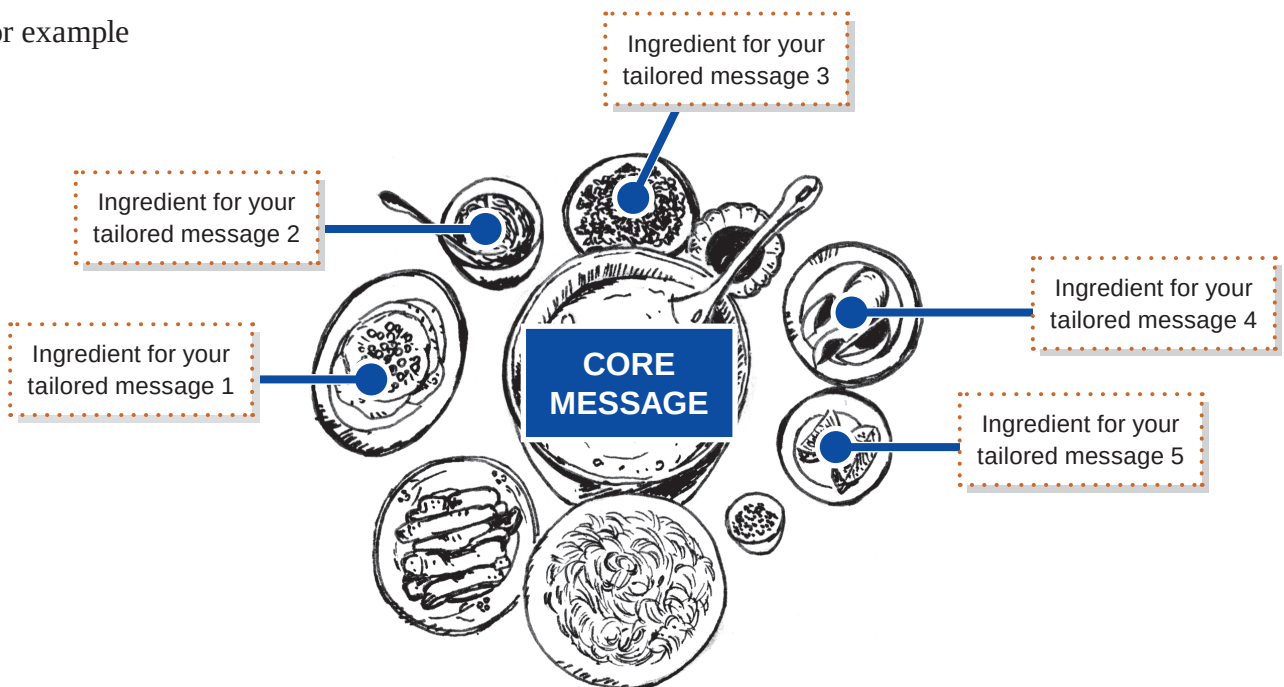 or example
Ingredient for your
tailored message 3
Ingredient for your
tailored message 2
Ingredient for your
tailored message 4
Ingredient for your
tailored message 1
CORE
MESSAGE
Ingredient for your
tailored message 5